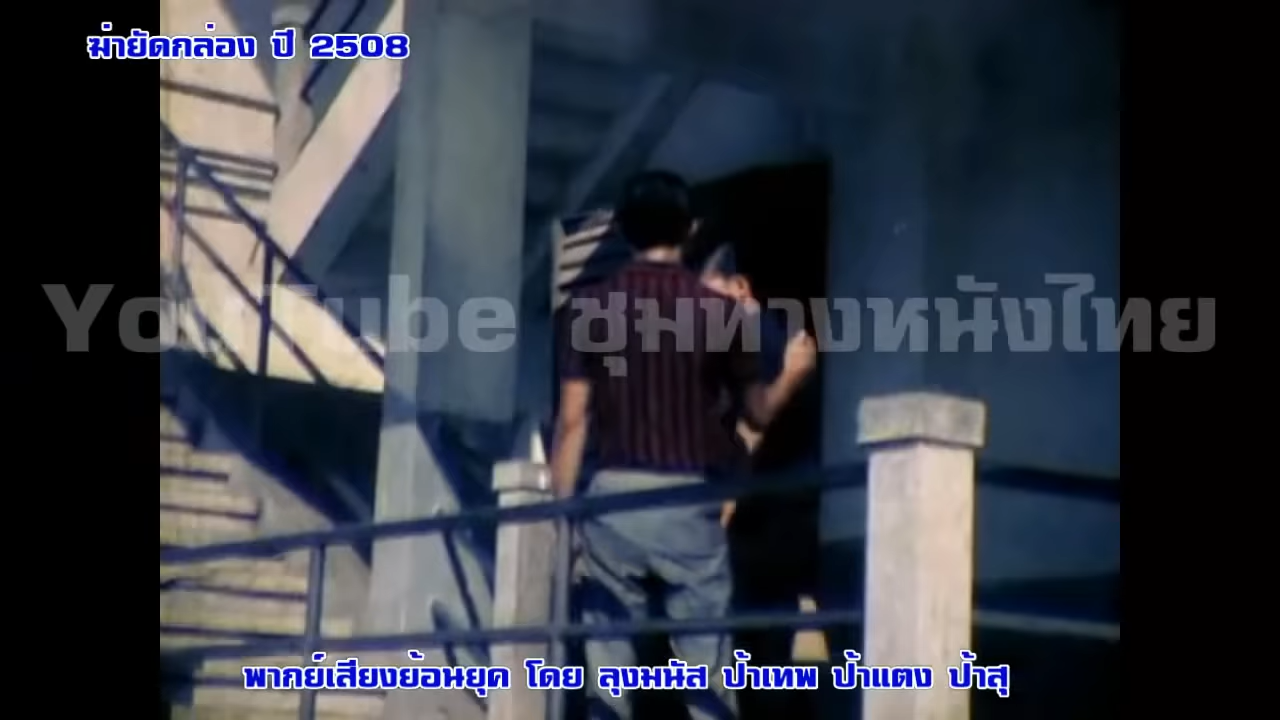 ฆ่ายัดกล่อง ปี 2508
YouTube ชุมทางหนังไทย
พากย์เสียงย้อนยุค โดย ลุงมนัส ป้าเทพ ป้าแตง ป้าสุ